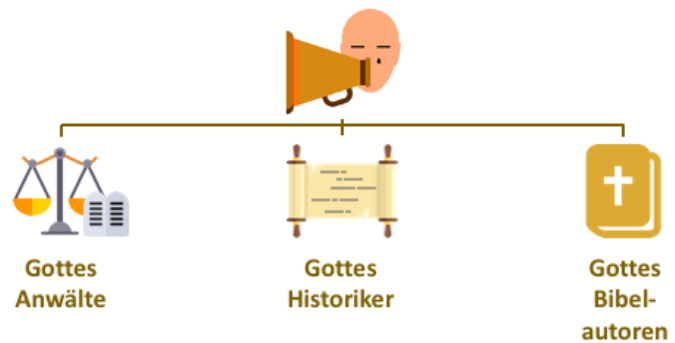 Gottes
Anwälte
Gottes
Historiker
Gottes
Bibel-
autoren